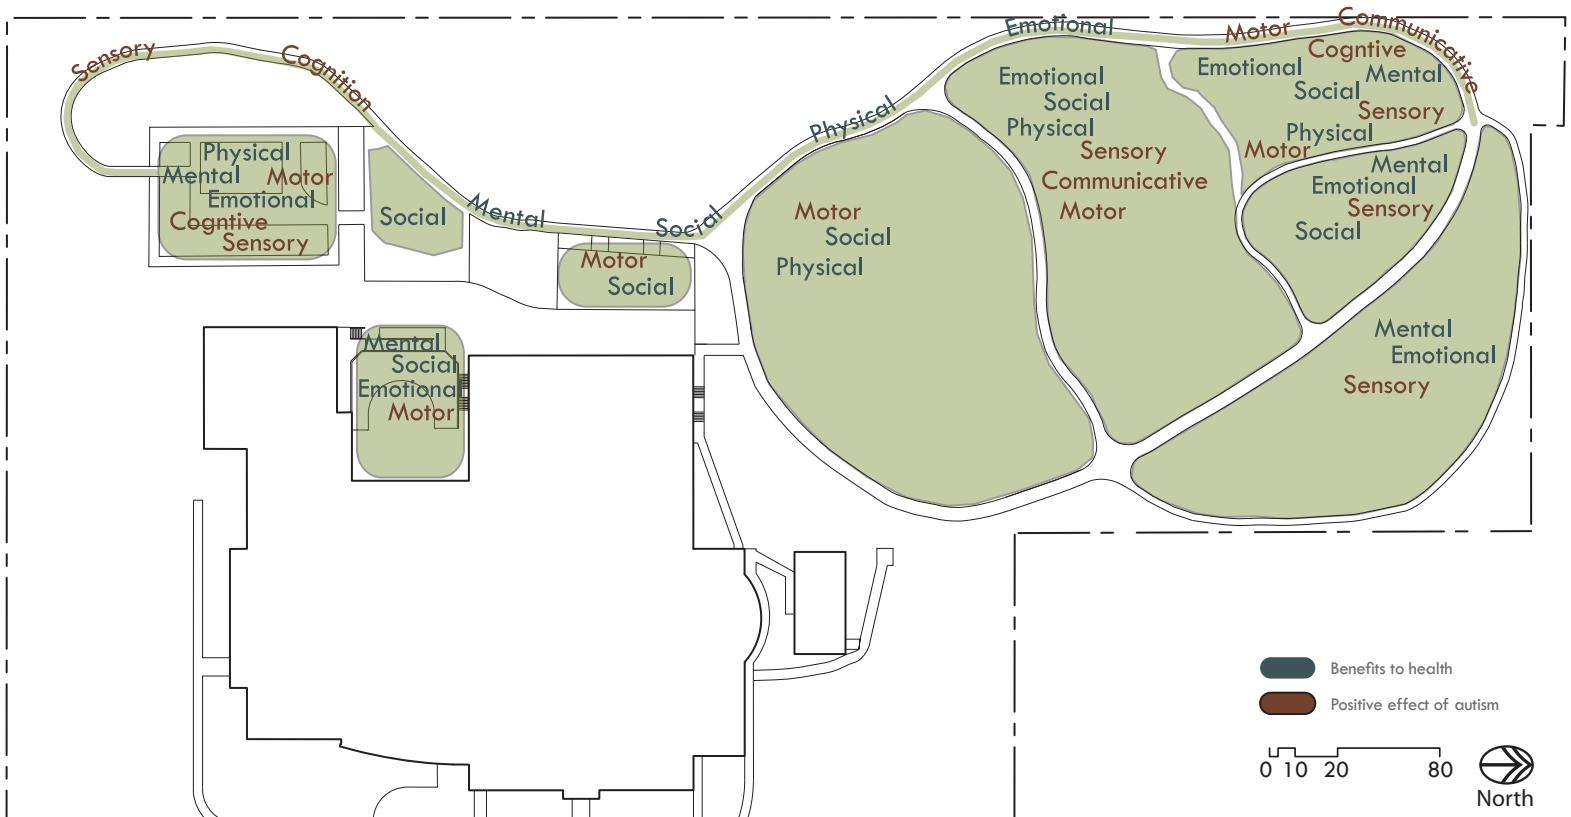 Sensory
Cognition
Mental
Social
Physical
Emotional
Motor
Communicative
Physical
Mental
Motor
Emotional
Cogntive
Sensory
Social
Motor
Social
Mental
Social
Emotional
Motor
Motor
Social
Physical
Emotional
Social
Physical
Sensory
Communicative
Motor
Cogntive
Emotional
Mental
Social
Sensory
Physical
Motor
Mental
Emotional
Sensory
Social
Mental
Emotional
Sensory
Benefits to health
Positive effect of autism
0 10 20 80
North